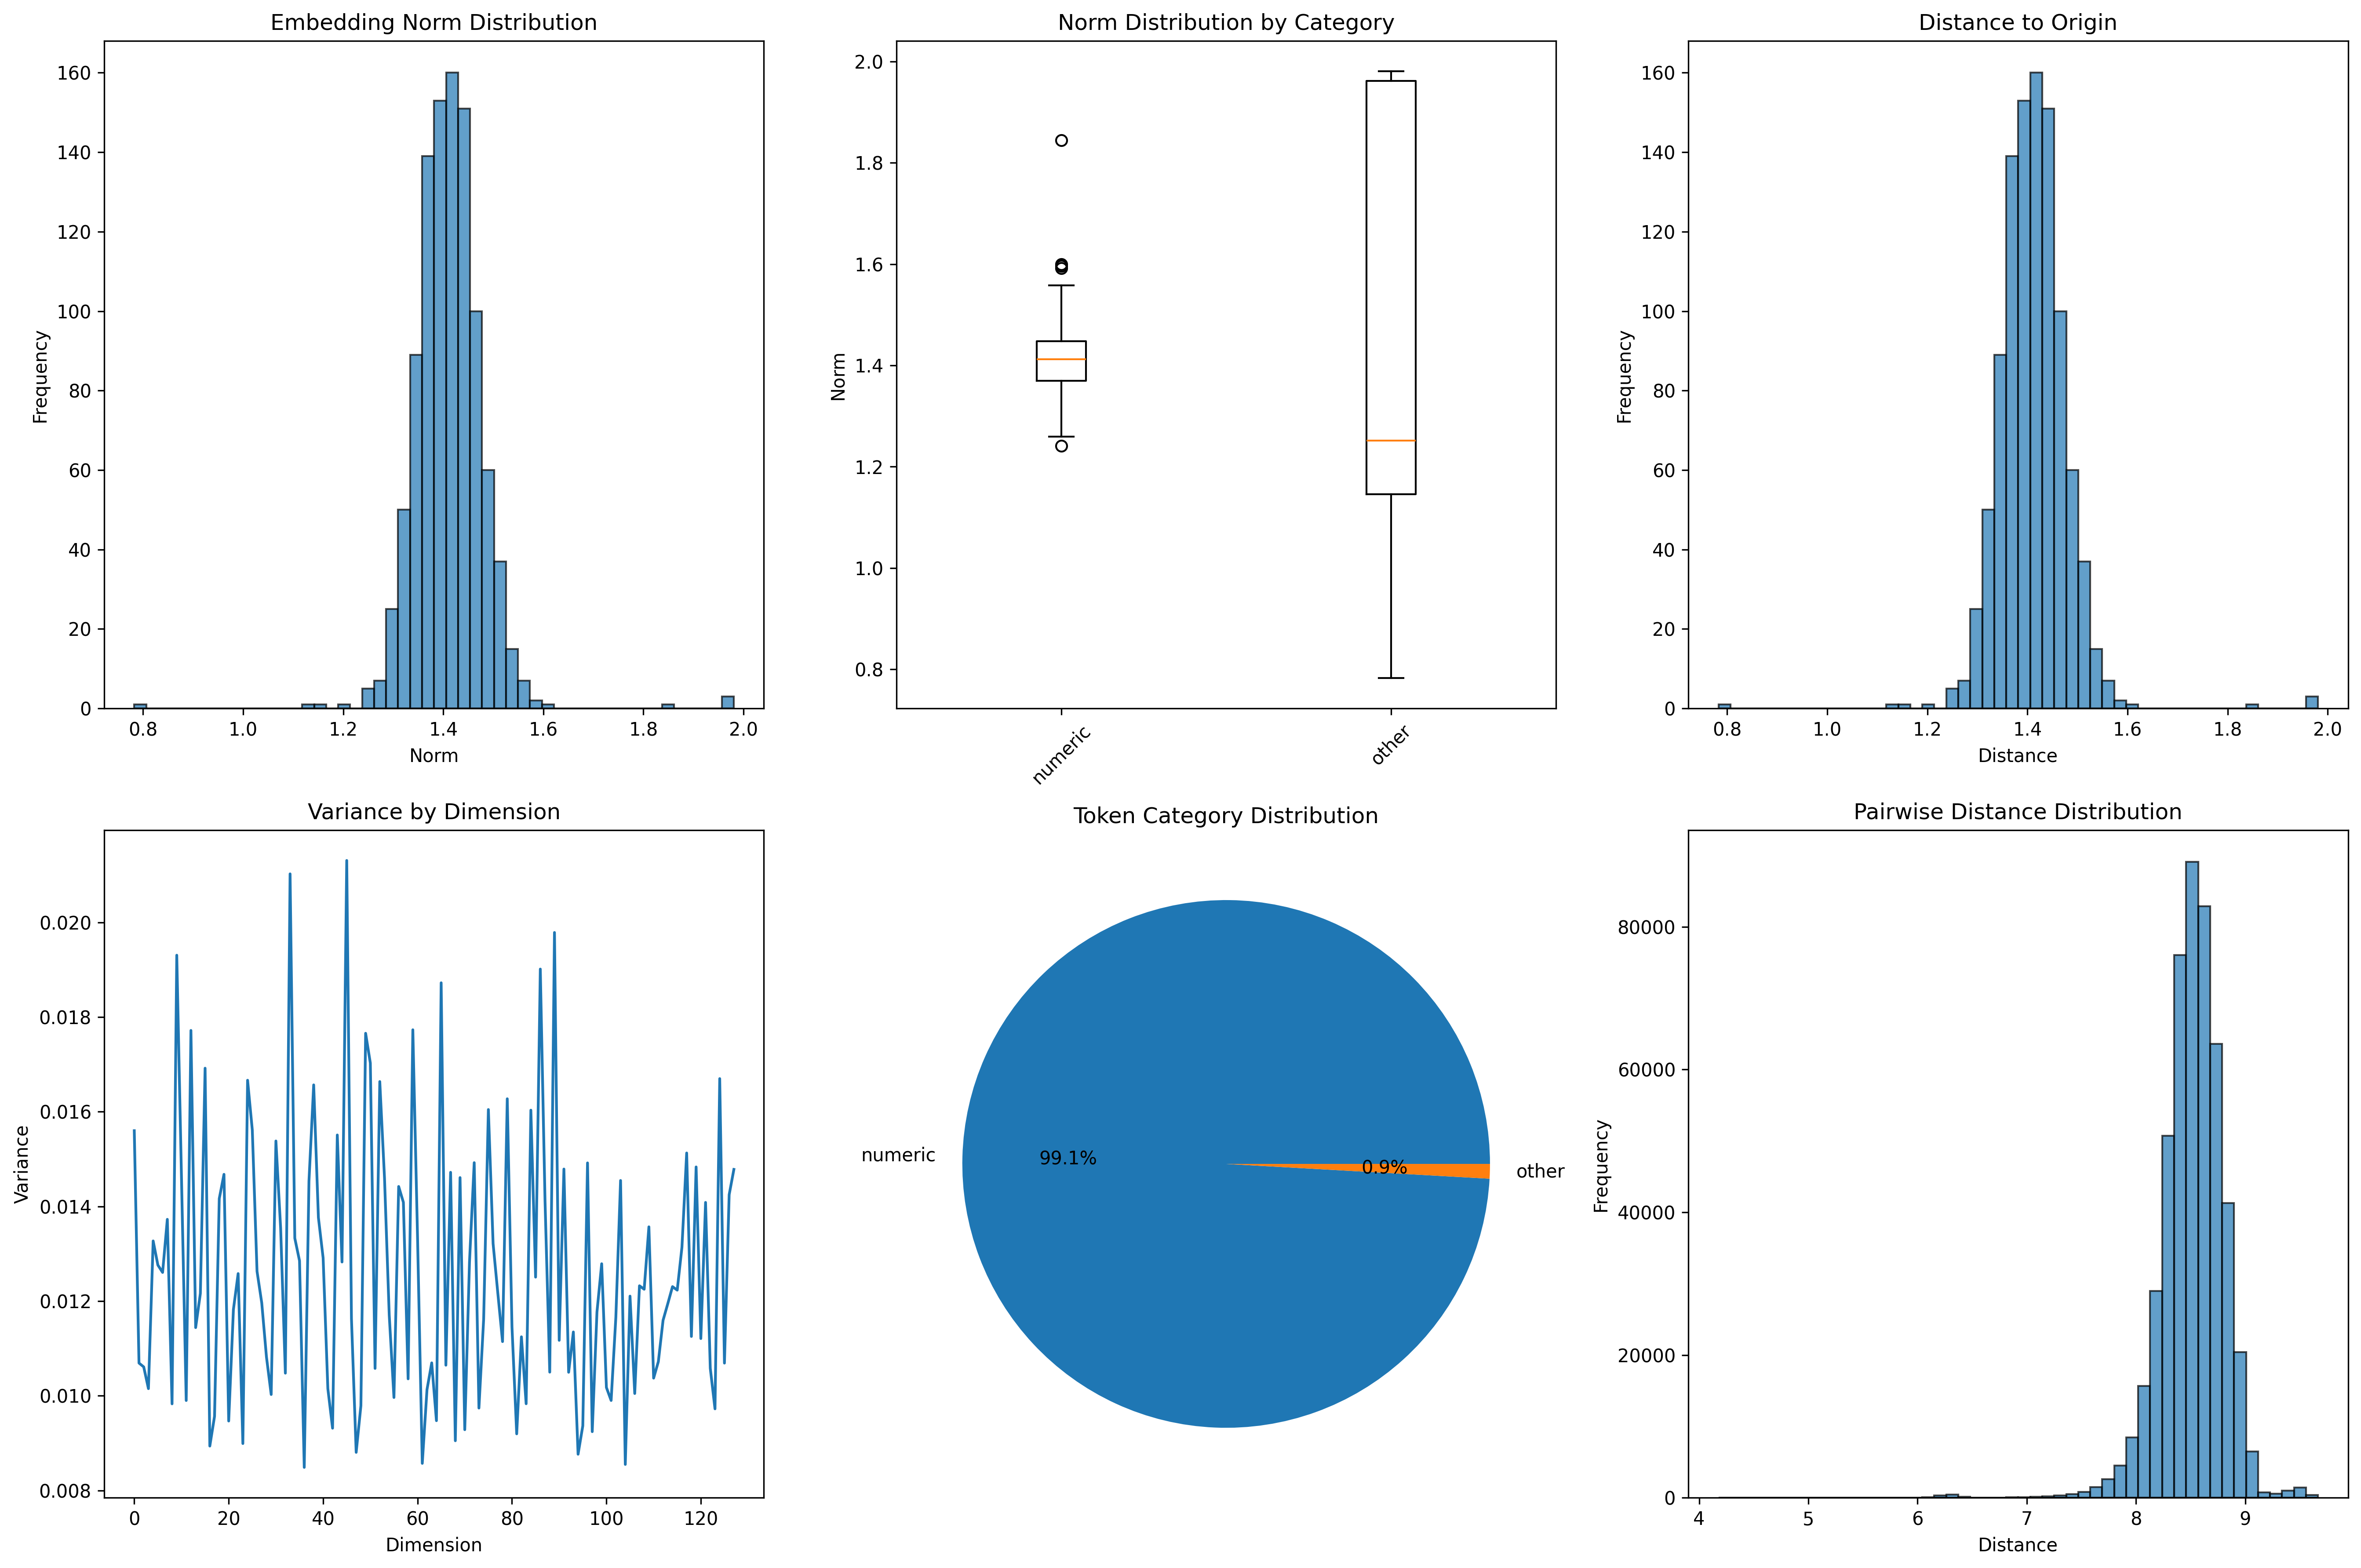 Embedding Norm Distribution
160
140
120
100
80
60
40
20
0
Frequency
0.8 1.0 1.2 1.4 1.6 1.8 2.0
Norm
Norm Distribution by Category
2.0
1.8
1.6
1.4
1.2
1.0
0.8
Norm
numeric
other
Distance to Origin
160
140
120
100
80
60
40
20
0
Frequency
0.8 1.0 1.2 1.4 1.6 1.8 2.0
Distance
Variance by Dimension
0.020
0.018
0.016
0.014
0.012
0.010
0.008
Variance
0 20 40 60 80 100 120
Dimension
Token Category Distribution
numeric
99.1%
0.9%
other
Pairwise Distance Distribution
80000
60000
40000
20000
0
Frequency
4 5 6 7 8 9
Distance